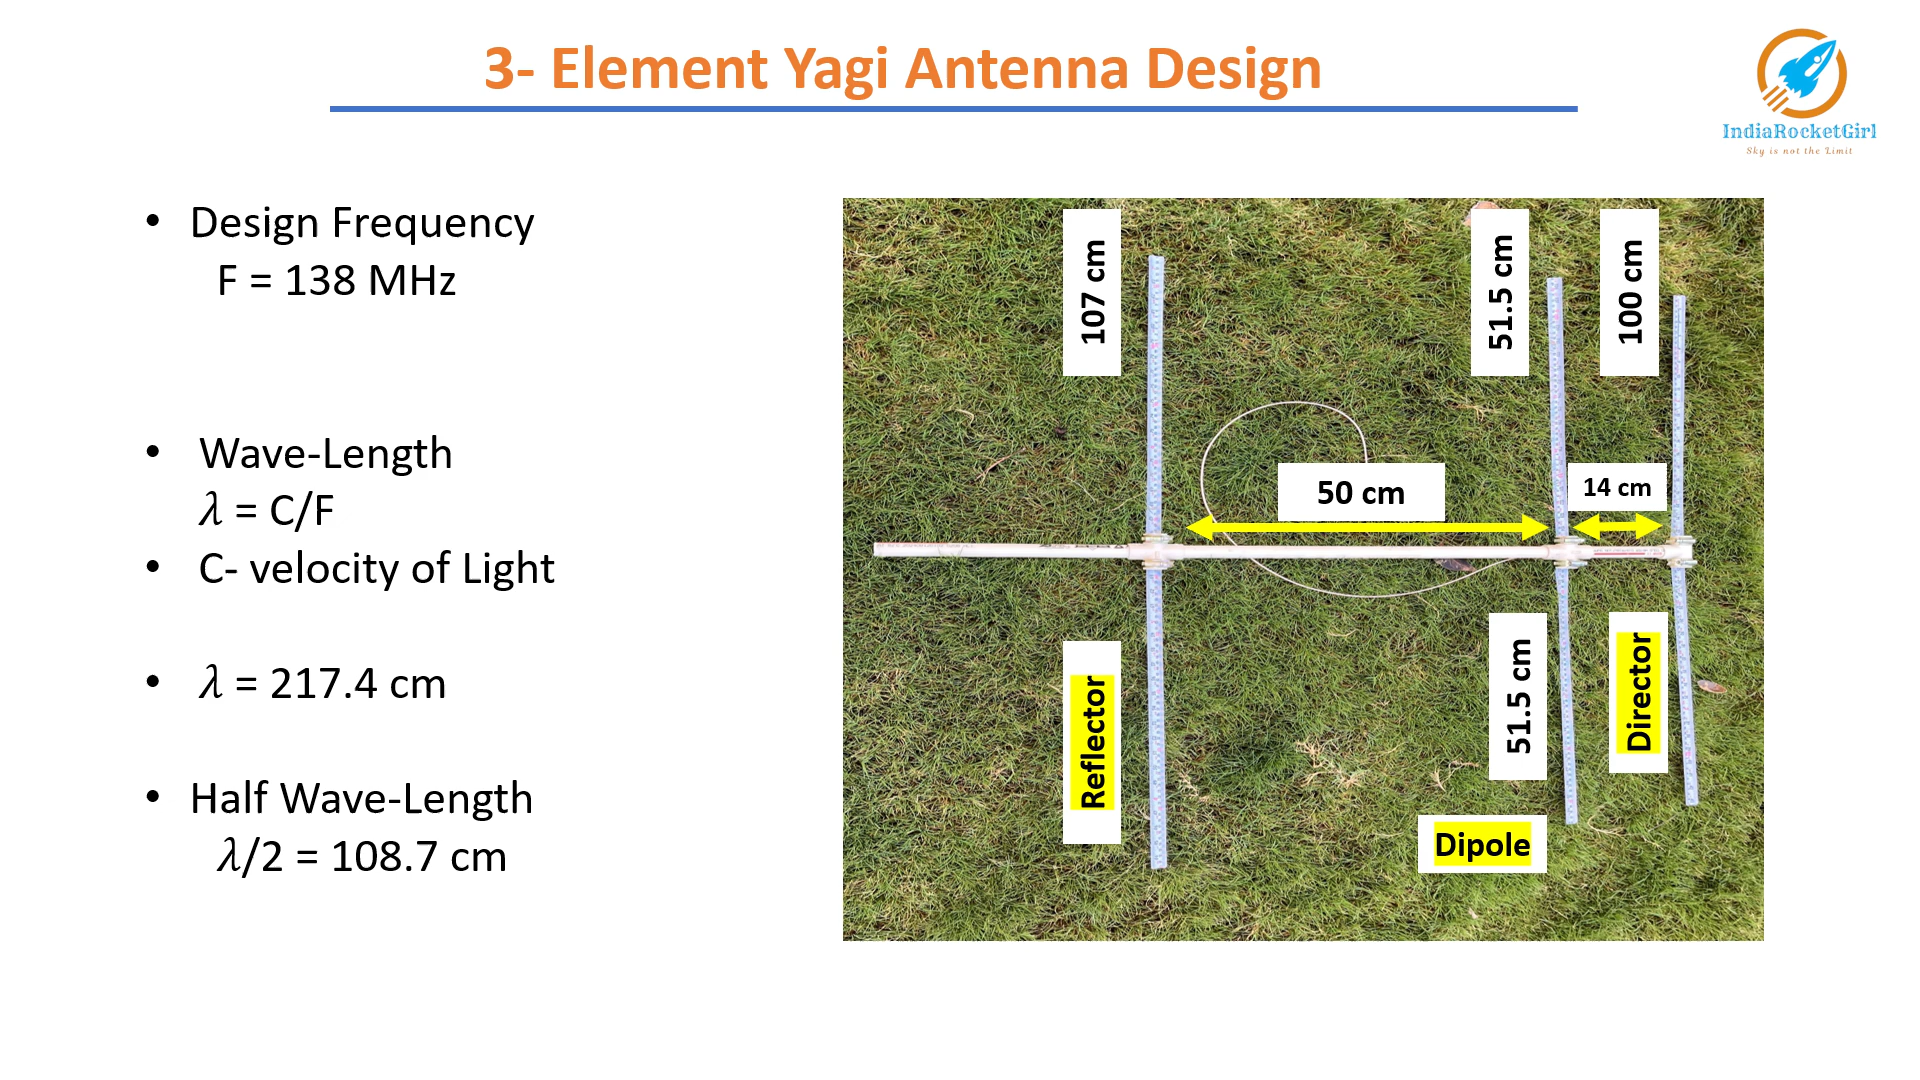 3- Element Yagi Antenna Design
IndiaRocketGirl
Sky is not the Limit
• Design Frequency
F = 138 MHz
• Wave-Length
𝜆 = C/F
• C- velocity of Light
• 𝜆 = 217.4 cm
• Half Wave-Length
𝜆/2 = 108.7 cm
107 cm
51.5 cm
100 cm
50 cm
14 cm
Reflector
51.5 cm
Director
Dipole